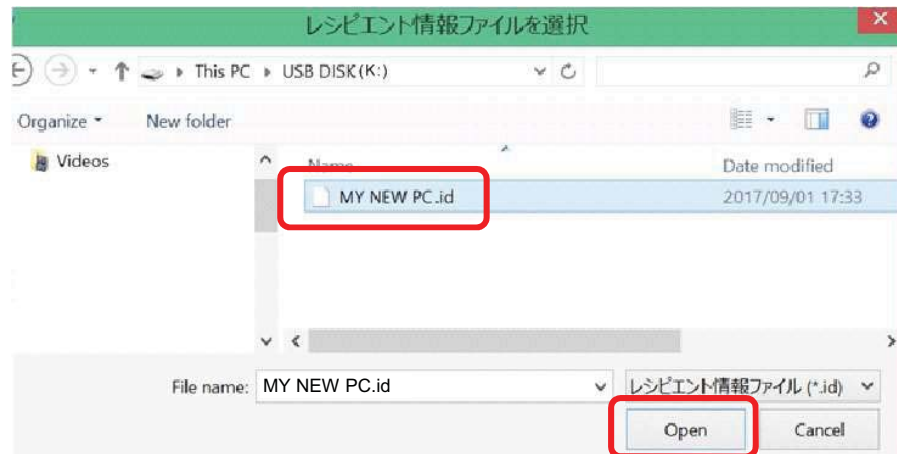 レシピエント情報ファイルを選択
This PC USB DISK (K:)
Organize New folder
Videos
Name Date modified
MY NEW PC.id 2017/09/01 17:33
File name: MY NEW PC.id レシピエント情報ファイル (*.id)
Open Cancel